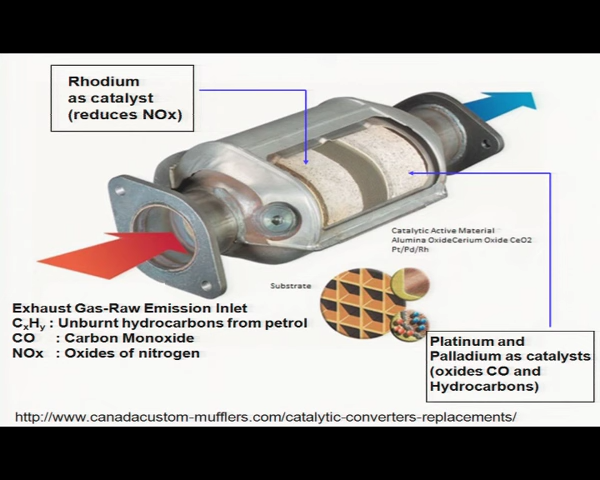 Rhodium
as catalyst
(reduces NOx)
Catalytic Active Material
Alumina OxideCerium Oxide CeO2
Pt/Pd/Rh
Substrate
Exhaust Gas-Raw Emission Inlet
CxHy : Unburnt hydrocarbons from petrol
CO : Carbon Monoxide
NOx : Oxides of nitrogen
Platinum and
Palladium as catalysts
(oxides CO and
Hydrocarbons)
http://www.canadacustom-mufflers.com/catalytic-converters-replacements/